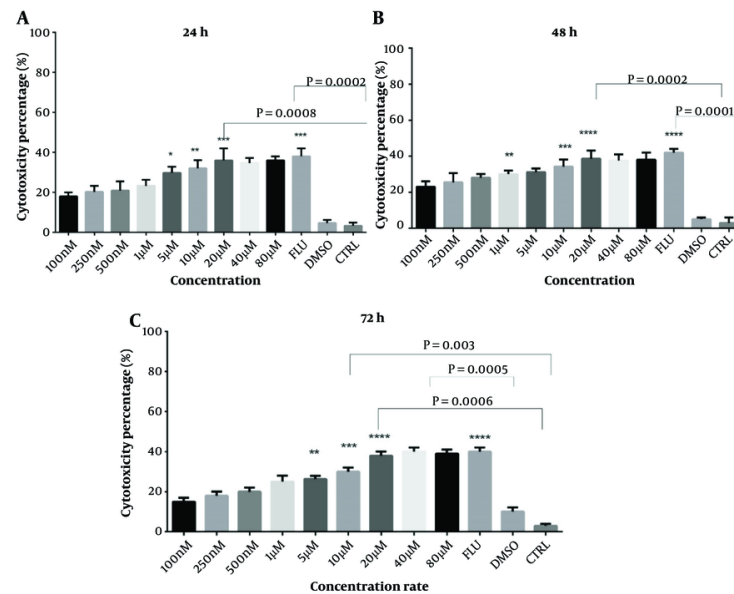 A
24 h
Cytotoxicity percentage (%)
100
80
60
40
20
0
P = 0.0002
P = 0.0008
*
**
***
***
100nM
250nM
500nM
1µM
5µM
10µM
20µM
40µM
80µM
FLU
DMSO
CTRL
Concentration
B
48 h
Cytotoxicity percentage (%)
100
80
60
40
20
0
P = 0.0002
P = 0.0001
**
***
****
****
100nM
250nM
500nM
1µM
5µM
10µM
20µM
40µM
80µM
FLU
DMSO
CTRL
Concentration
C
72 h
Cytotoxicity percentage (%)
100
80
60
40
20
0
P = 0.003
P = 0.0005
P = 0.0006
**
***
****
****
100nM
250nM
500nM
1µM
5µM
10µM
20µM
40µM
80µM
FLU
DMSO
CTRL
Concentration rate